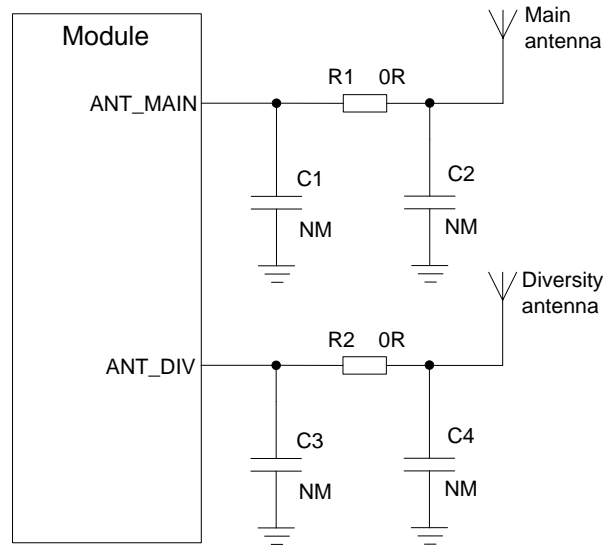 Module
Main
antenna
R1 0R
ANT_MAIN
C1
C2
NM
NM
Diversity
antenna
R2 0R
ANT_DIV
C3
C4
NM
NM